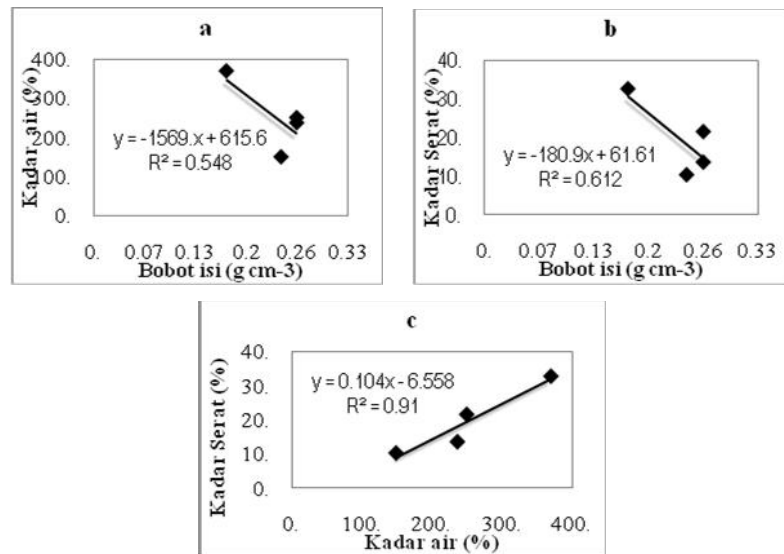 a
Kadar air (%)
400.
300.
200.
100.
0.
y = -1569.x + 615.6
R² = 0.548
0. 0.07 0.13 0.2 0.26 0.33
Bobot isi (g cm-3)
b
Kadar Serat (%)
40.
30.
20.
10.
0.
y = -180.9x + 61.61
R² = 0.612
0. 0.07 0.13 0.2 0.26 0.33
Bobot isi (g cm-3)
c
Kadar Serat (%)
40.
30.
20.
10.
0.
y = 0.104x - 6.558
R² = 0.91
0. 100. 200. 300. 400.
Kadar air (%)